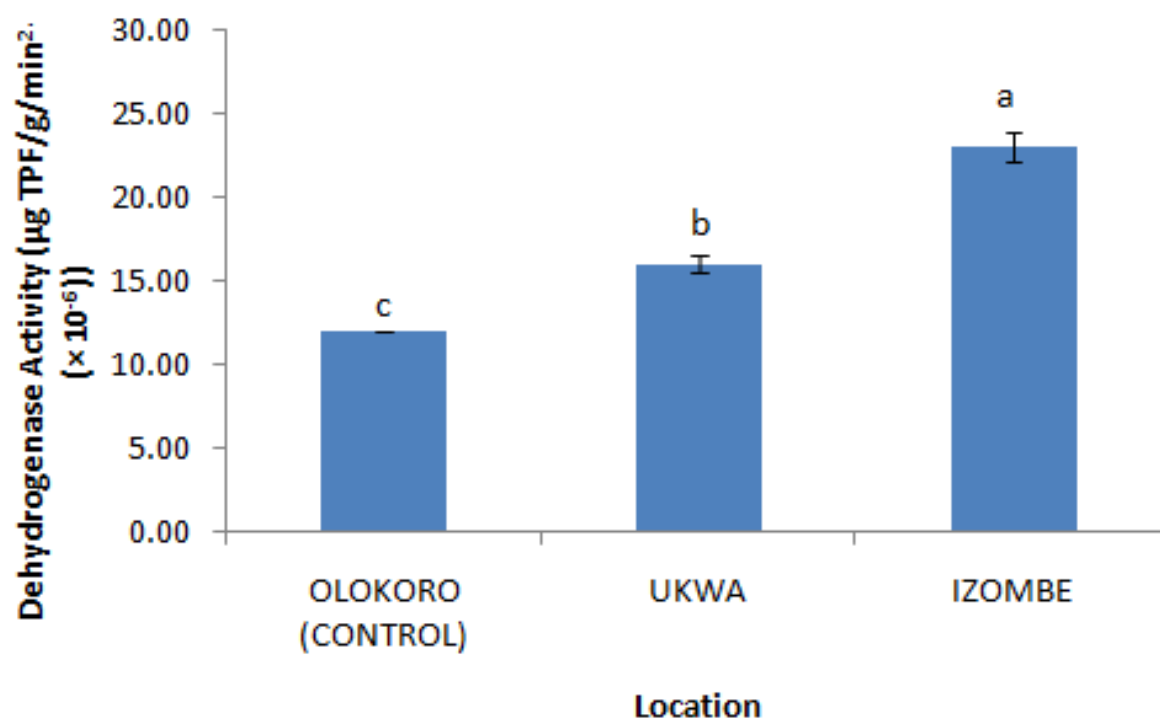 Dehydrogenase Activity (µg TPF/g/min²·
(× 10⁻⁶))
30.00
25.00
20.00
15.00
10.00
5.00
0.00
c
b
a
OLOKORO
(CONTROL)
UKWA
IZOMBE
Location